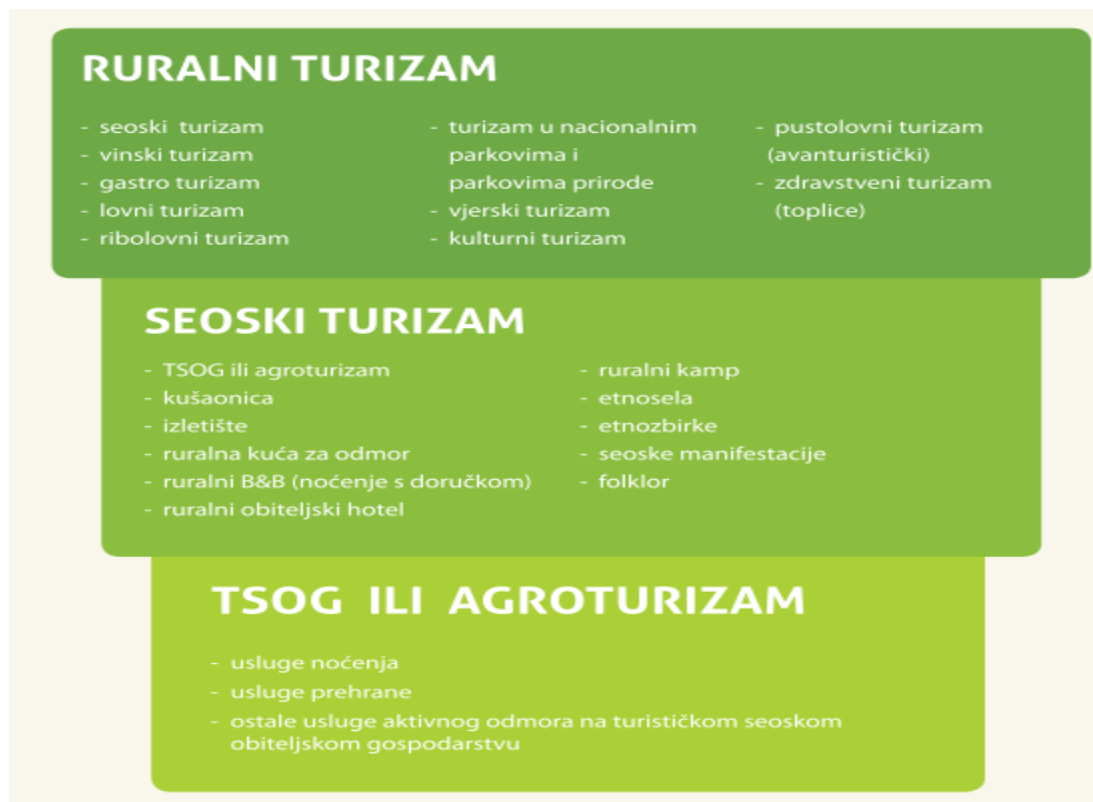 RURALNI TURIZAM
- seoski turizam
- vinski turizam
- gastro turizam
- lovni turizam
- ribolovni turizam
- turizam u nacionalnim
parkovima i
parkovima prirode
- vjerski turizam
- kulturni turizam
- pustolovni turizam
(avanturistički)
- zdravstveni turizam
(toplice)
SEOSKI TURIZAM
- TSOG ili agroturizam
- kušaonica
- izletište
- ruralna kuća za odmor
- ruralni B&B (noćenje s doručkom)
- ruralni obiteljski hotel
- ruralni kamp
- etnosela
- etnozbirke
- seoske manifestacije
- folklor
TSOG ILI AGROTURIZAM
- usluge noćenja
- usluge prehrane
- ostale usluge aktivnog odmora na turističkom seoskom
obiteljskom gospodarstvu